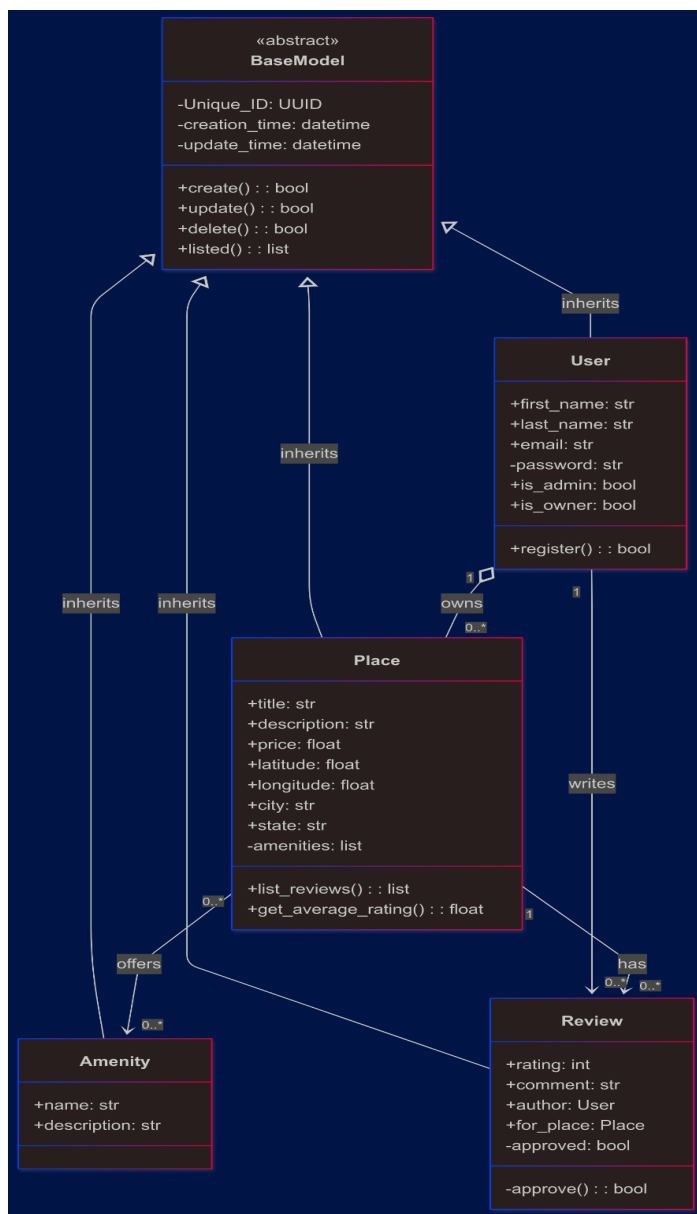 «abstract»
BaseModel
-Unique_ID: UUID
-creation_time: datetime
-update_time: datetime
+create() : : bool
+update() : : bool
+delete() : : bool
+listed() : : list
inherits
User
+first_name: str
+last_name: str
+email: str
-password: str
+is_admin: bool
+is_owner: bool
+register() : : bool
inherits
inherits
inherits
1
owns
0..*
1
writes
Place
+title: str
+description: str
+price: float
+latitude: float
+longitude: float
+city: str
+state: str
-amenities: list
+list_reviews() : : list
+get_average_rating() : : float
0..*
offers
0..*
1
has
0..*
0..*
Amenity
+name: str
+description: str
Review
+rating: int
+comment: str
+author: User
+for_place: Place
-approved: bool
-approve() : : bool